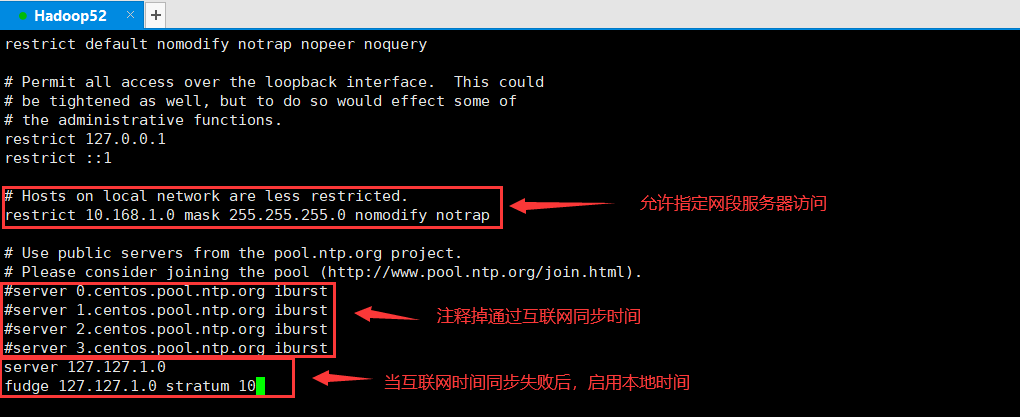 Hadoop52
restrict default nomodify notrap nopeer noquery
# Permit all access over the loopback interface.  This could
# be tightened as well, but to do so would effect some of
# the administrative functions.
restrict 127.0.0.1
restrict ::1
# Hosts on local network are less restricted.
restrict 10.168.1.0 mask 255.255.255.0 nomodify notrap
允许指定网段服务器访问
# Use public servers from the pool.ntp.org project.
# Please consider joining the pool (http://www.pool.ntp.org/join.html).
#server 0.centos.pool.ntp.org iburst
#server 1.centos.pool.ntp.org iburst
#server 2.centos.pool.ntp.org iburst
#server 3.centos.pool.ntp.org iburst
注释掉通过互联网同步时间
server 127.127.1.0
fudge 127.127.1.0 stratum 10
当互联网时间同步失败后，启用本地时间